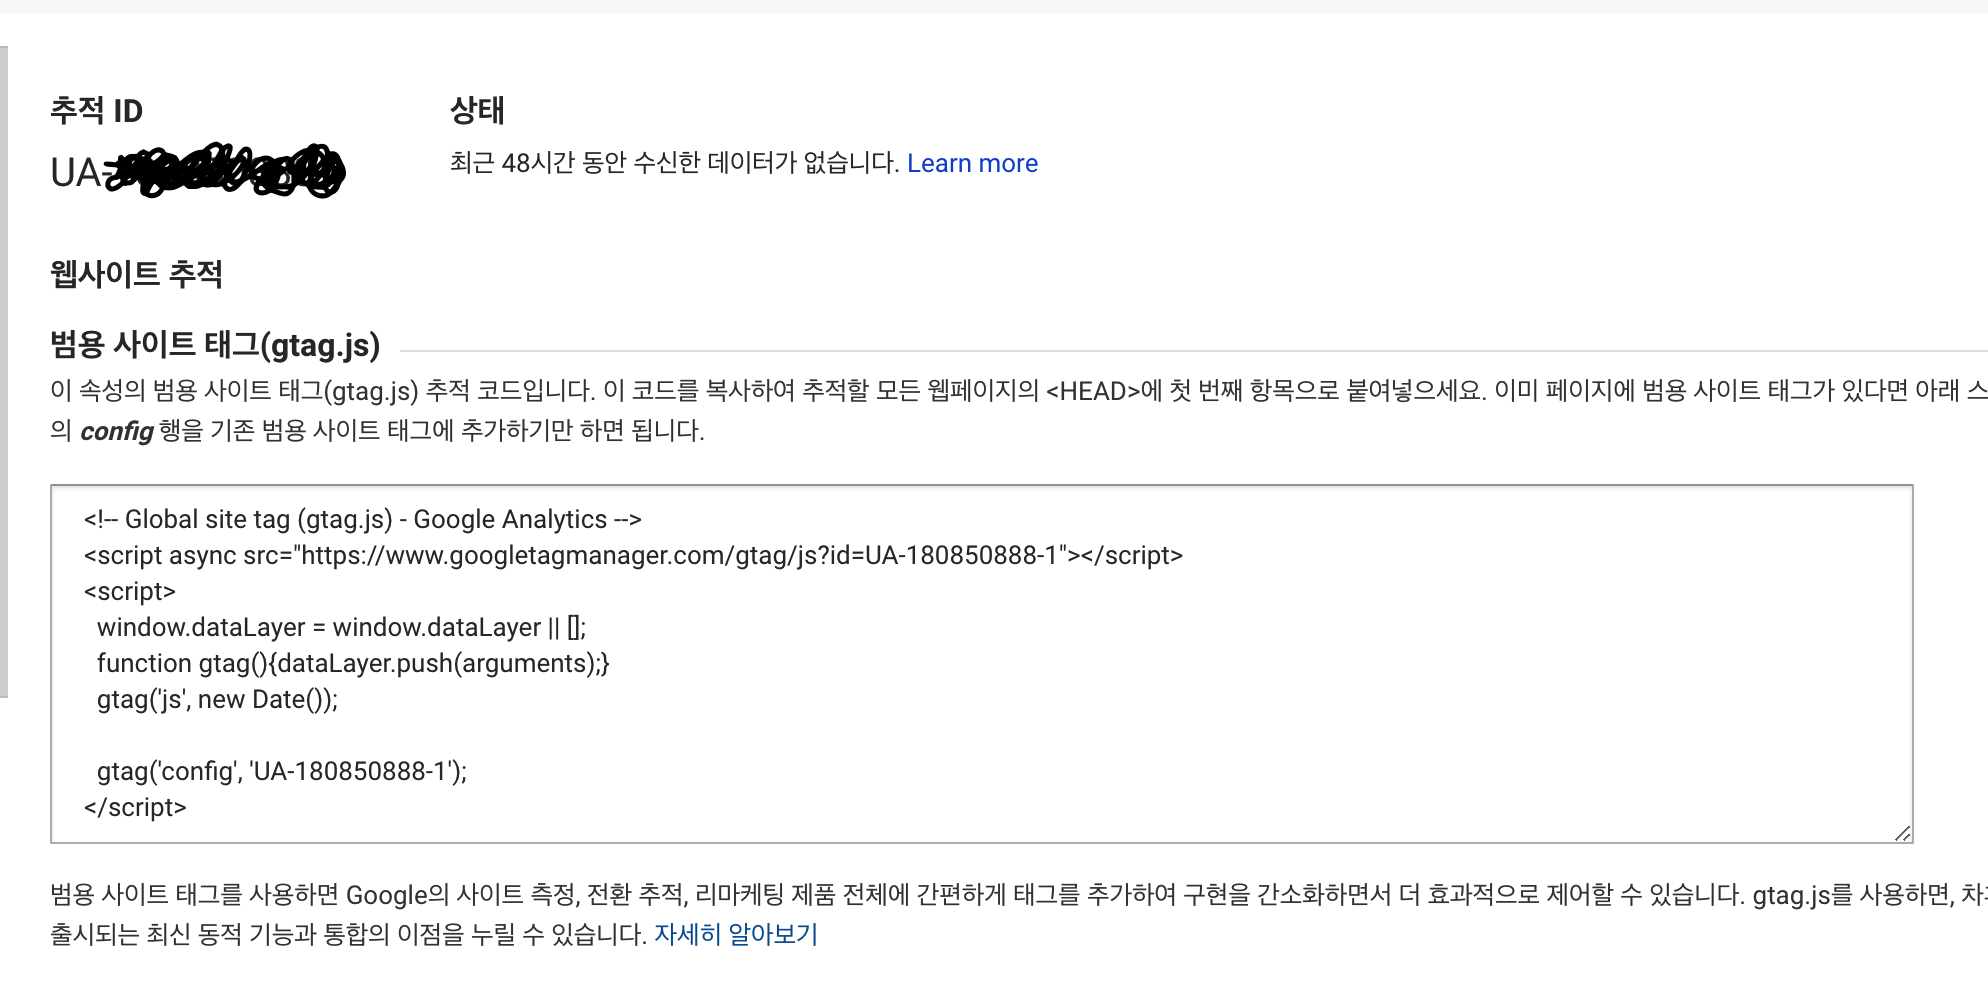 추적 ID
상태
UA-
최근 48시간 동안 수신한 데이터가 없습니다. Learn more
웹사이트 추적
범용 사이트 태그(gtag.js)
이 속성의 범용 사이트 태그(gtag.js) 추적 코드입니다. 이 코드를 복사하여 추적할 모든 웹페이지의 <HEAD>에 첫 번째 항목으로 붙여넣으세요. 이미 페이지에 범용 사이트 태그가 있다면 아래
의 config 행을 기존 범용 사이트 태그에 추가하기만 하면 됩니다.
<!-- Global site tag (gtag.js) - Google Analytics -->
<script async src="https://www.googletagmanager.com/gtag/js?id=UA-180850888-1"></script>
<script>
window.dataLayer = window.dataLayer || [];
function gtag(){dataLayer.push(arguments);}
gtag('js', new Date());
gtag('config', 'UA-180850888-1');
</script>
범용 사이트 태그를 사용하면 Google의 사이트 측정, 전환 추적, 리마케팅 제품 전체에 간편하게 태그를 추가하여 구현을 간소화하면서 더 효과적으로 제어할 수 있습니다. gtag.js를 사용하면,
출시되는 최신 동적 기능과 통합의 이점을 누릴 수 있습니다. 자세히 알아보기